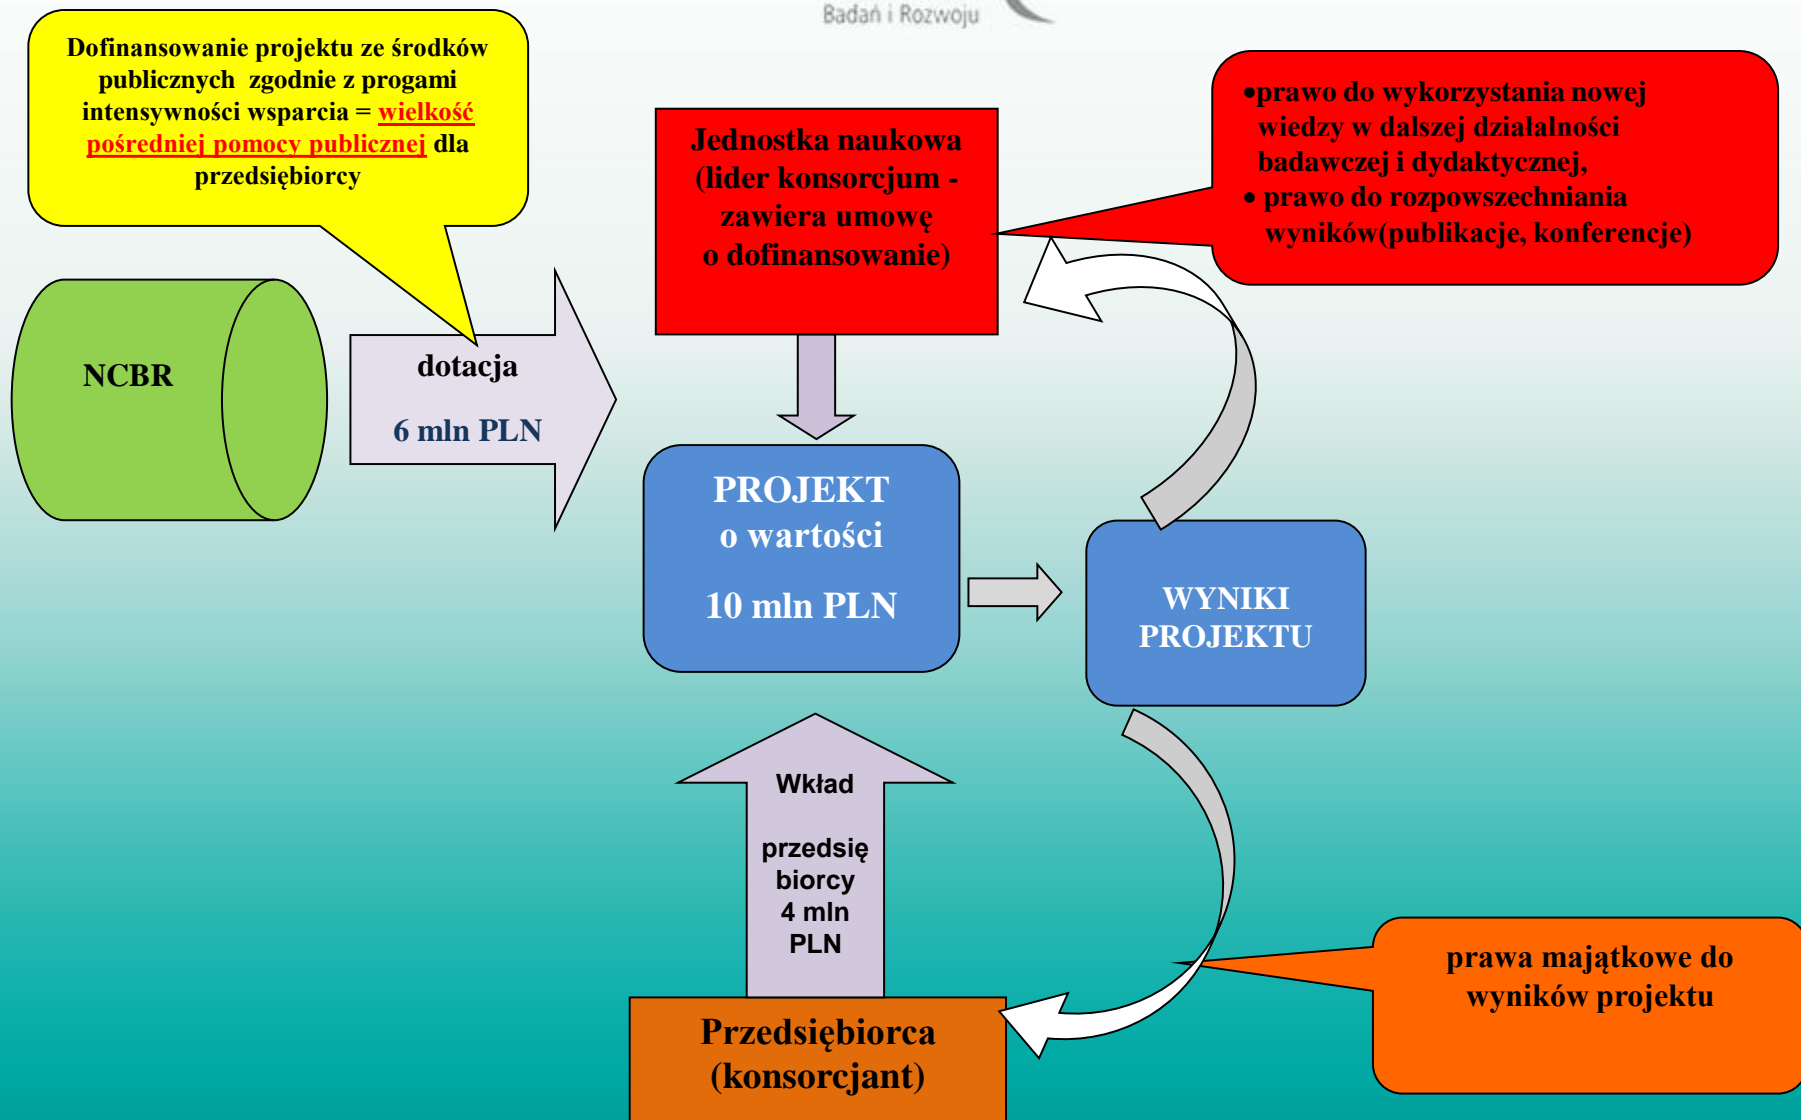 Badań i Rozwoju
Dofinansowanie projektu ze środków
publicznych zgodnie z progami
intensywności wsparcia = wielkość
pośredniej pomocy publicznej dla
przedsiębiorcy
Jednostka naukowa
(lider konsorcjum -
zawiera umowę
o dofinansowanie)
•prawo do wykorzystania nowej
wiedzy w dalszej działalności
badawczej i dydaktycznej,
• prawo do rozpowszechniania
wyników(publikacje, konferencje)
NCBR
dotacja
6 mln PLN
PROJEKT
o wartości
10 mln PLN
WYNIKI
PROJEKTU
Wkład
przedsię
biorcy
4 mln
PLN
prawa majątkowe do
wyników projektu
Przedsiębiorca
(konsorcjant)